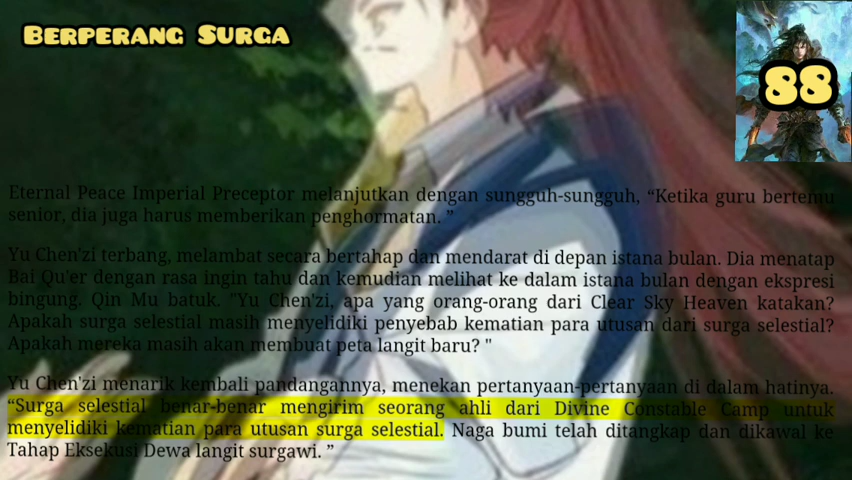 Berperang Surga
88
Eternal Peace Imperial Preceptor melanjutkan dengan sungguh-sungguh, “Ketika guru bertemu
senior, dia juga harus memberikan penghormatan. ”
Yu Chen'zi terbang, melambat secara bertahap dan mendarat di depan istana bulan. Dia menatap
Bai Qu'er dengan rasa ingin tahu dan kemudian melihat ke dalam istana bulan dengan ekspresi
bingung. Qin Mu batuk. "Yu Chen'zi, apa yang orang-orang dari Clear Sky Heaven katakan?
Apakah surga selestial masih menyelidiki penyebab kematian para utusan dari surga selestial?
Apakah mereka masih akan membuat peta langit baru? "
Yu Chen'zi menarik kembali pandangannya, menekan pertanyaan-pertanyaan di dalam hatinya.
“Surga selestial benar-benar mengirim seorang ahli dari Divine Constable Camp untuk
menyelidiki kematian para utusan surga selestial. Naga bumi telah ditangkap dan dikawal ke
Tahap Eksekusi Dewa langit surgawi. ”